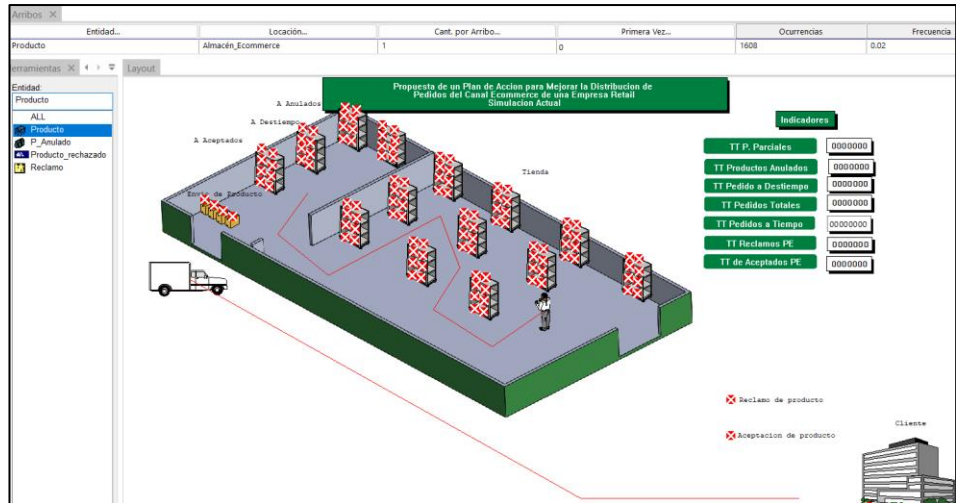 Arribos
Entidad... Locación... Cant. por Arribo... Primera Vez... Ocurrencias Frecuencia
Producto Almacén_Ecommerce 1 0 1608 0.02
erramientas Layout
Entidad:
Producto
ALL
Producto
P_Anulado
Producto_rechazado
Reclamo
Propuesta de un Plan de Accion para Mejorar la Distribucion de
Pedidos del Canal Ecommerce de una Empresa Retail
Simulacion Actual
A Anulados
A Destiempo
A Aceptados
Tienda
Envio de Producto
Indicadores
TT P. Parciales 0000000
TT Productos Anulados 0000000
TT Pedido a Destiempo 0000000
TT Pedidos Totales 0000000
TT Pedidos a Tiempo 00000000
TT Reclamos PE 0000000
TT de Aceptados PE 0000000
Reclamo de producto
Cliente
Aceptacion de producto